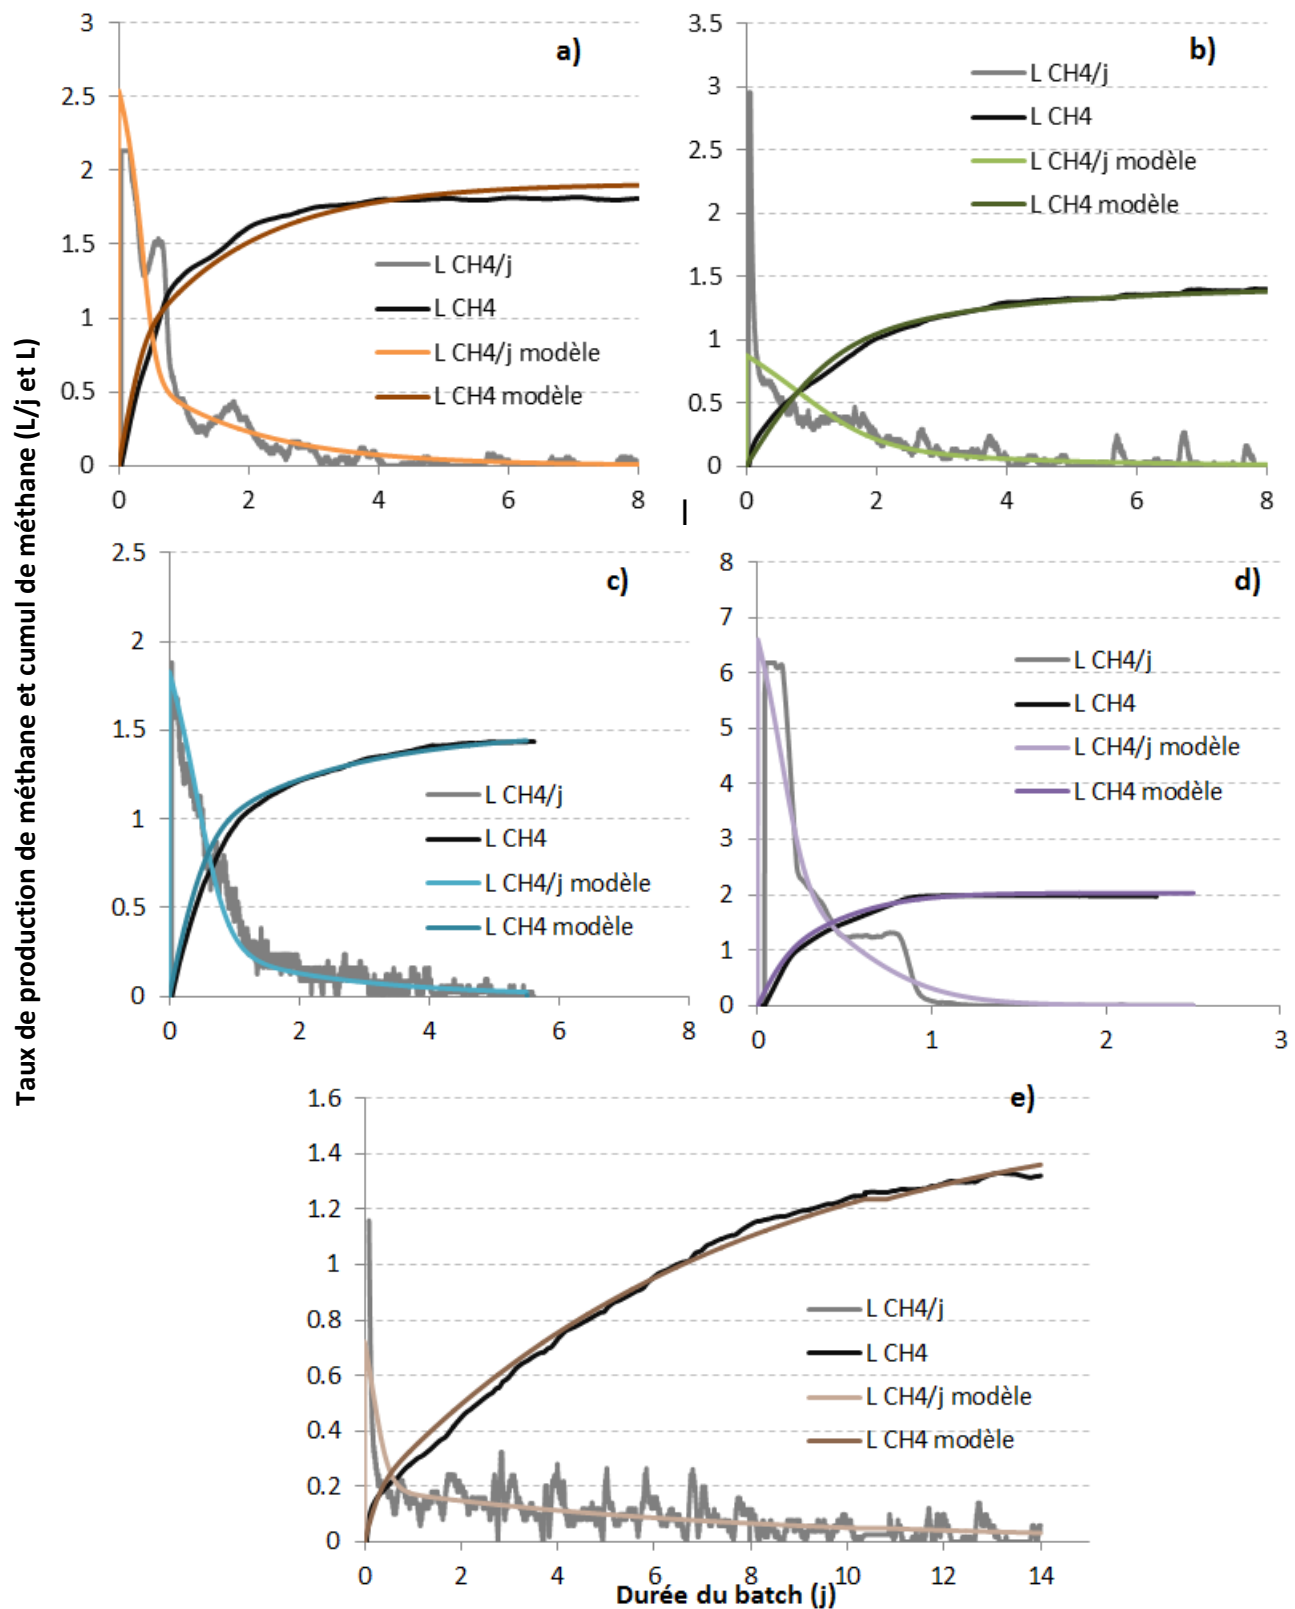 Taux de production de méthane et cumul de méthane (L/j et L)
a)
3
2.5
2
1.5
1
0.5
0
L CH4/j
L CH4
L CH4/j modèle
L CH4 modèle
0 2 4 6 8
b)
3.5
3
2.5
2
1.5
1
0.5
0
L CH4/j
L CH4
L CH4/j modèle
L CH4 modèle
0 2 4 6 8
c)
2.5
2
1.5
1
0.5
0
L CH4/j
L CH4
L CH4/j modèle
L CH4 modèle
0 2 4 6 8
d)
8
7
6
5
4
3
2
1
0
L CH4/j
L CH4
L CH4/j modèle
L CH4 modèle
0 1 2 3
e)
1.6
1.4
1.2
1
0.8
0.6
0.4
0.2
0
L CH4/j
L CH4
L CH4/j modèle
L CH4 modèle
0 2 4 6 8 10 12 14
Durée du batch (j)